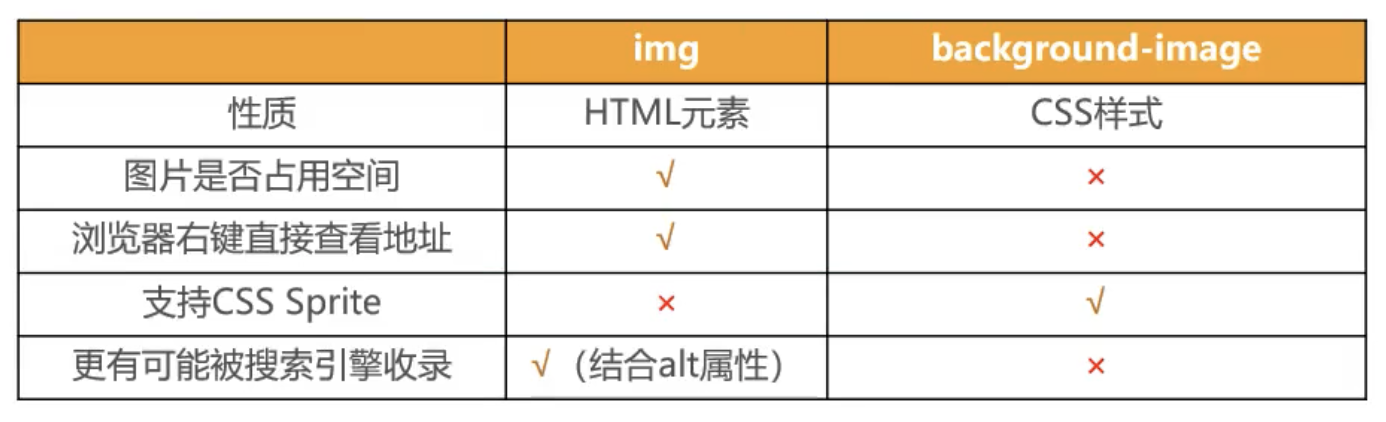 img background-image
性质 HTML元素 CSS样式
图片是否占用空间 √ ×
浏览器右键直接查看地址 √ ×
支持CSS Sprite × √
更有可能被搜索引擎收录 √（结合alt属性） ×